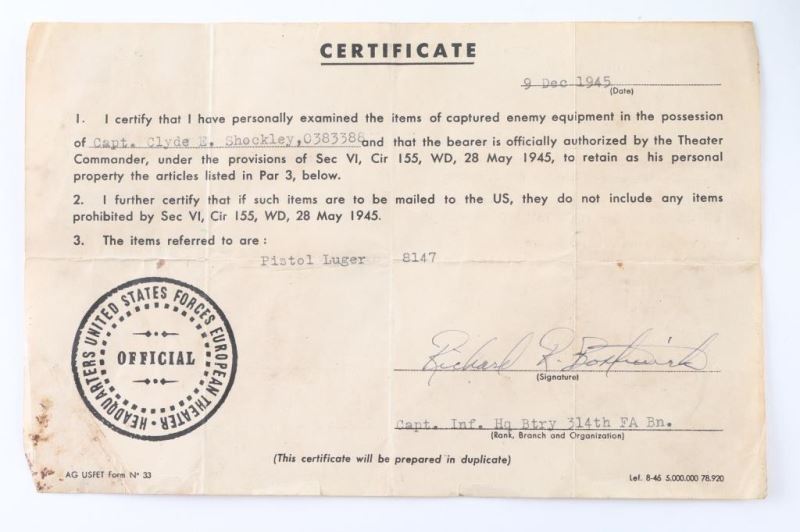 CERTIFICATE
9 Dec 1945
(Date)
1. I certify that I have personally examined the items of captured enemy equipment in the possession
of Capt. Clyde E. Shockley,0383388 and that the bearer is officially authorized by the Theater
Commander, under the provisions of Sec VI, Cir 155, WD, 28 May 1945, to retain as his personal
property the articles listed in Par 3, below.
2. I further certify that if such items are to be mailed to the US, they do not include any items
prohibited by Sec VI, Cir 155, WD, 28 May 1945.
3. The items referred to are :
Pistol Luger 8147
HEADQUARTERS UNITED STATES FORCES EUROPEAN THEATER
OFFICIAL
Richard R.
(Signature)
Capt. Inf. Hq Btry 314th FA Bn.
(Rank, Branch and Organization)
(This certificate will be prepared in duplicate)
AG USFET Form N° 33
Lef. 8-45 5.000.000 78.920